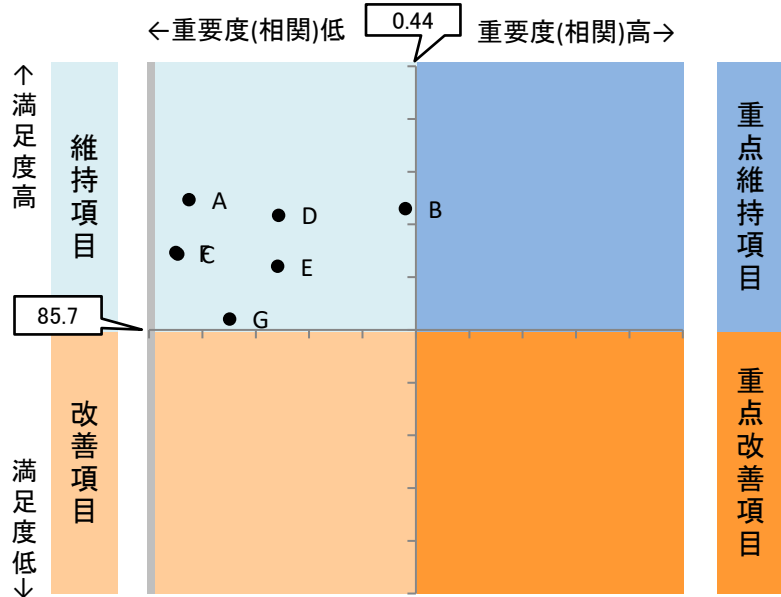 ←重要度(相関)低
0.44
重要度(相関)高→
↑満足度高
維持項目
重点維持項目
A
D
B
F
C
E
G
85.7
改善項目
重点改善項目
満足度低↓